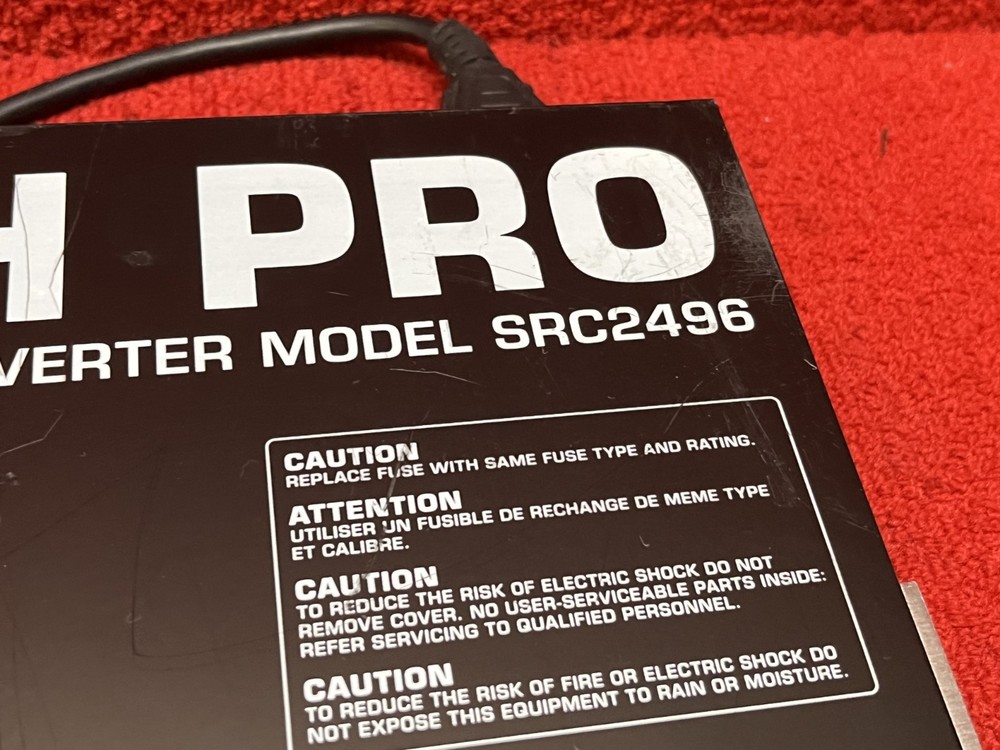 H PRO
VERTER MODEL SRC2496
CAUTION
REPLACE FUSE WITH SAME FUSE TYPE AND RATING.
ATTENTION
UTILISER UN FUSIBLE DE RECHANGE DE MEME TYPE
ET CALIBRE.
CAUTION
TO REDUCE THE RISK OF ELECTRIC SHOCK DO NOT
REMOVE COVER. NO USER-SERVICEABLE PARTS INSIDE:
REFER SERVICING TO QUALIFIED PERSONNEL.
CAUTION
TO REDUCE THE RISK OF FIRE OR ELECTRIC SHOCK DO
NOT EXPOSE THIS EQUIPMENT TO RAIN OR MOISTURE.